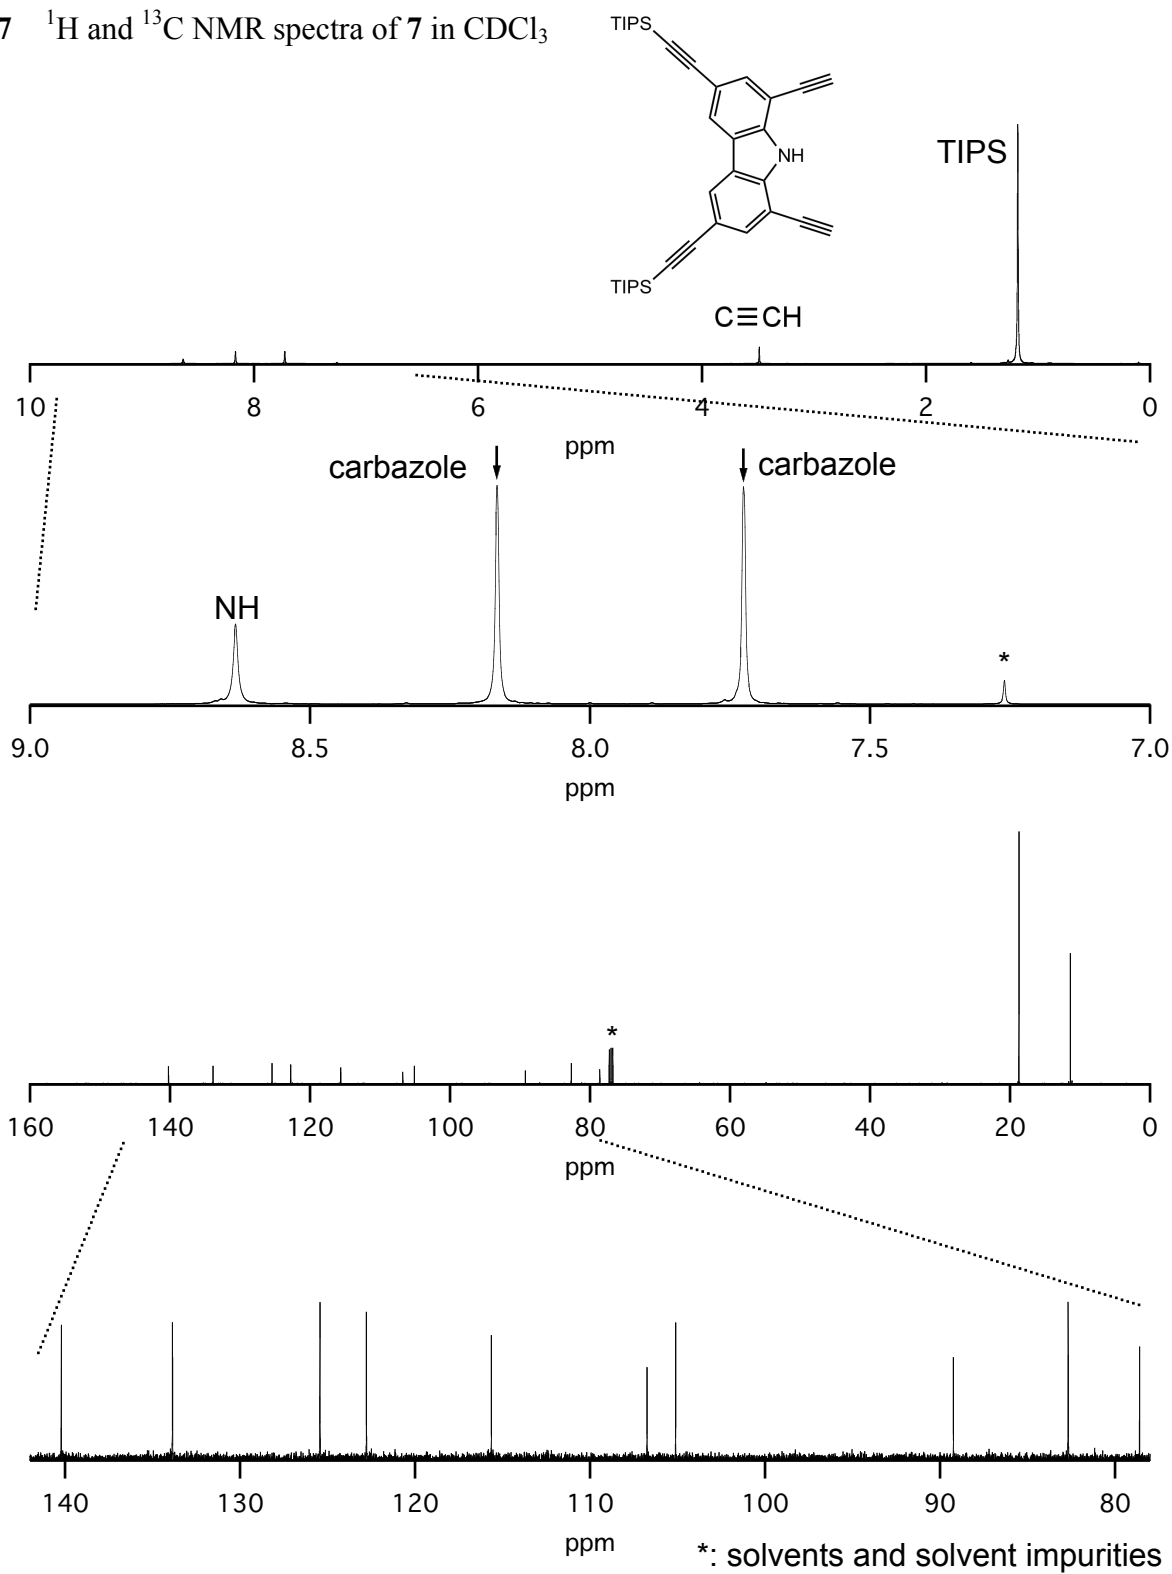 7 ¹H and ¹³C NMR spectra of 7 in CDCl₃
TIPS
NH
TIPS
TIPS
C≡CH
10 8 6 4 2 0
ppm
carbazole
carbazole
NH
*
9.0 8.5 8.0 7.5 7.0
ppm
*
160 140 120 100 80 60 40 20 0
ppm
140 130 120 110 100 90 80
ppm
*: solvents and solvent impurities